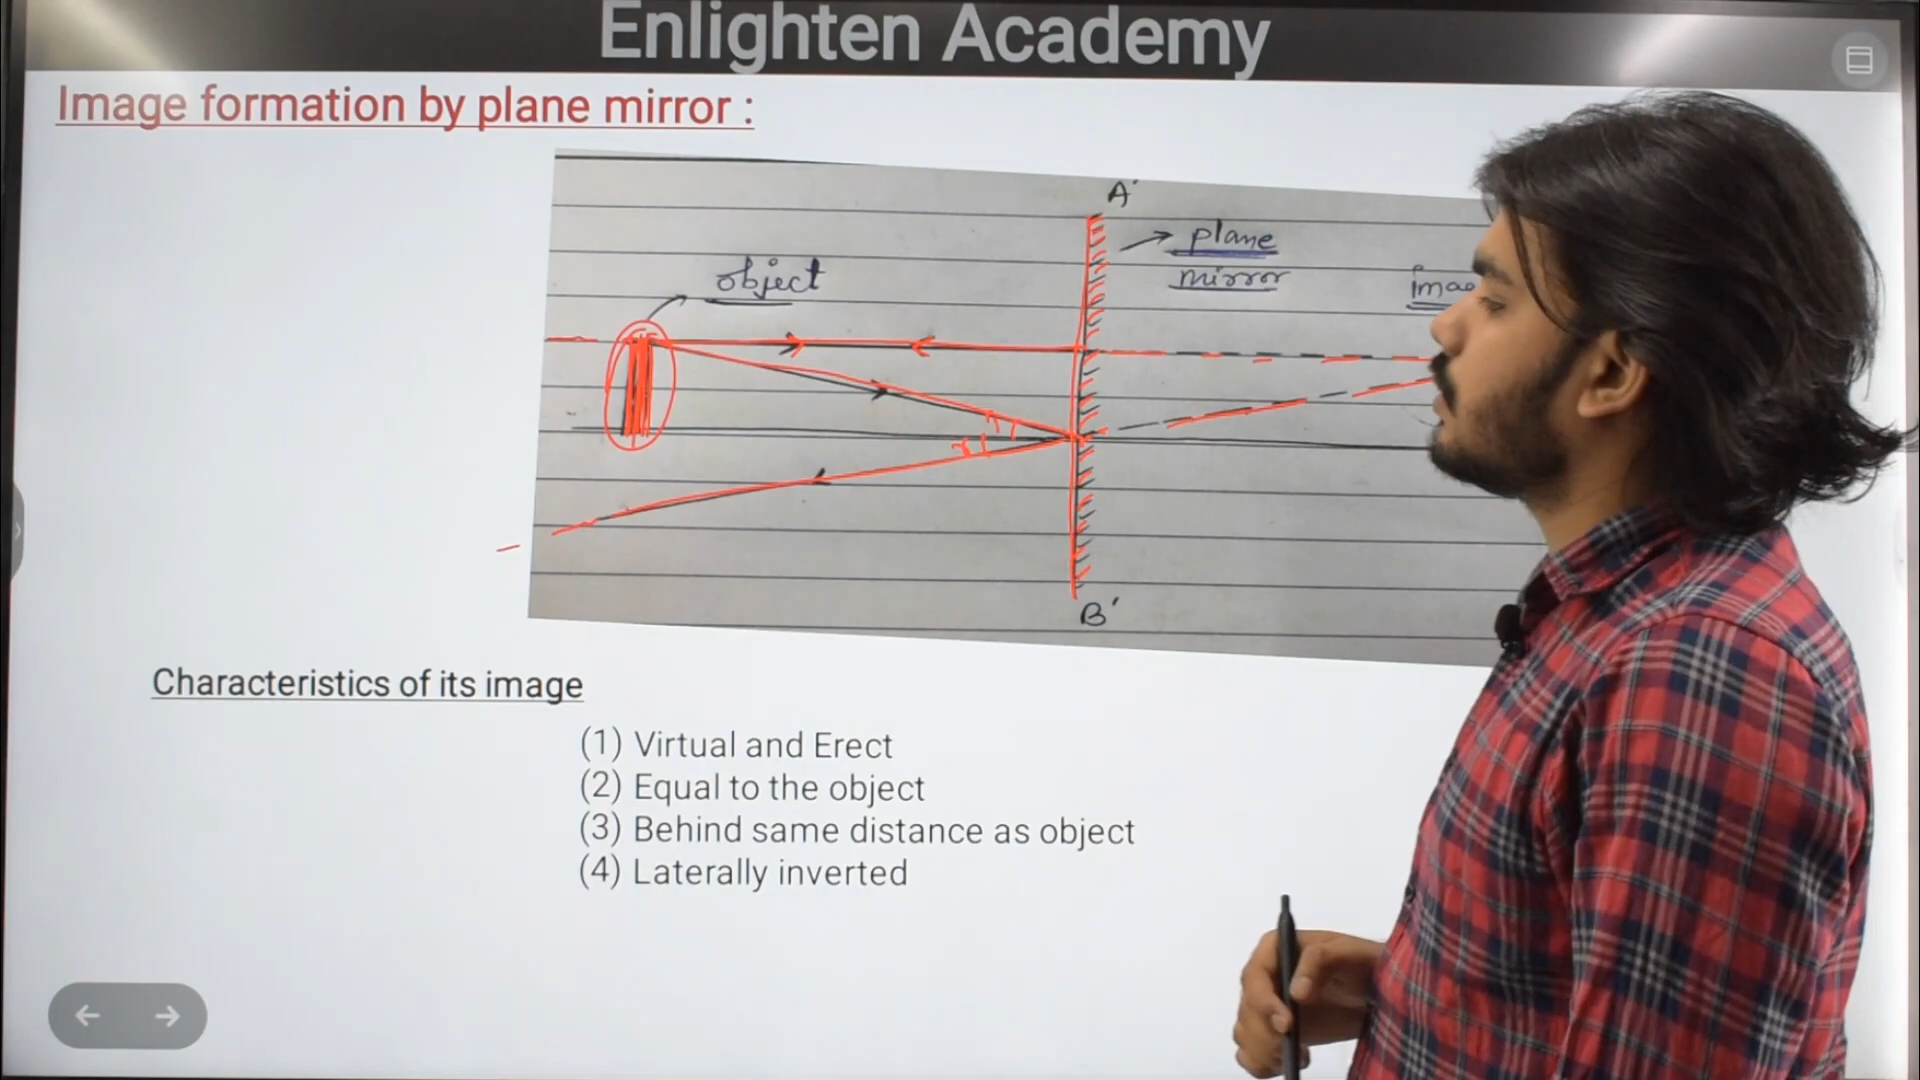 Enlighten Academy
Image formation by plane mirror :
A'
plane
mirror
object
B'
Characteristics of its image
(1) Virtual and Erect
(2) Equal to the object
(3) Behind same distance as object
(4) Laterally inverted